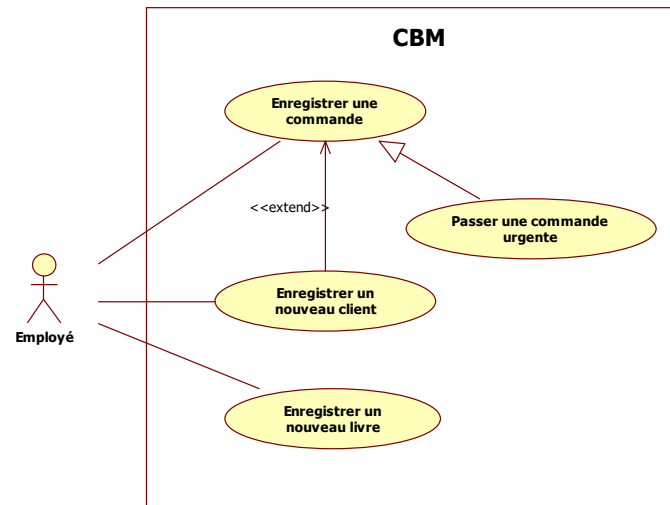 CBM
Enregistrer une
commande
<<extend>>
Passer une commande
urgente
Enregistrer un
nouveau client
Employé
Enregistrer un
nouveau livre